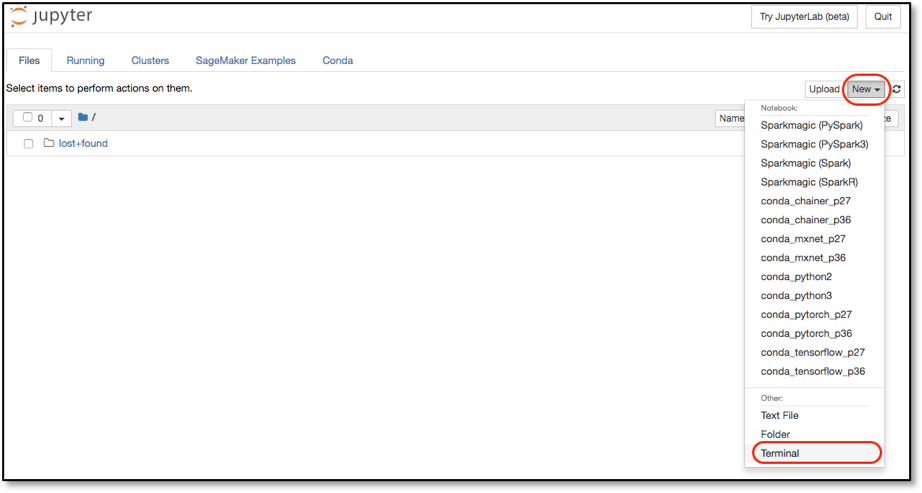 jupyter
Try JupyterLab (beta) Quit
Files Running Clusters SageMaker Examples Conda
Select items to perform actions on them.
Upload New
0 /
Name
lost+found
Notebook:
Sparkmagic (PySpark)
Sparkmagic (PySpark3)
Sparkmagic (Spark)
Sparkmagic (SparkR)
conda_chainer_p27
conda_chainer_p36
conda_mxnet_p27
conda_mxnet_p36
conda_python2
conda_python3
conda_pytorch_p27
conda_pytorch_p36
conda_tensorflow_p27
conda_tensorflow_p36
Other:
Text File
Folder
Terminal